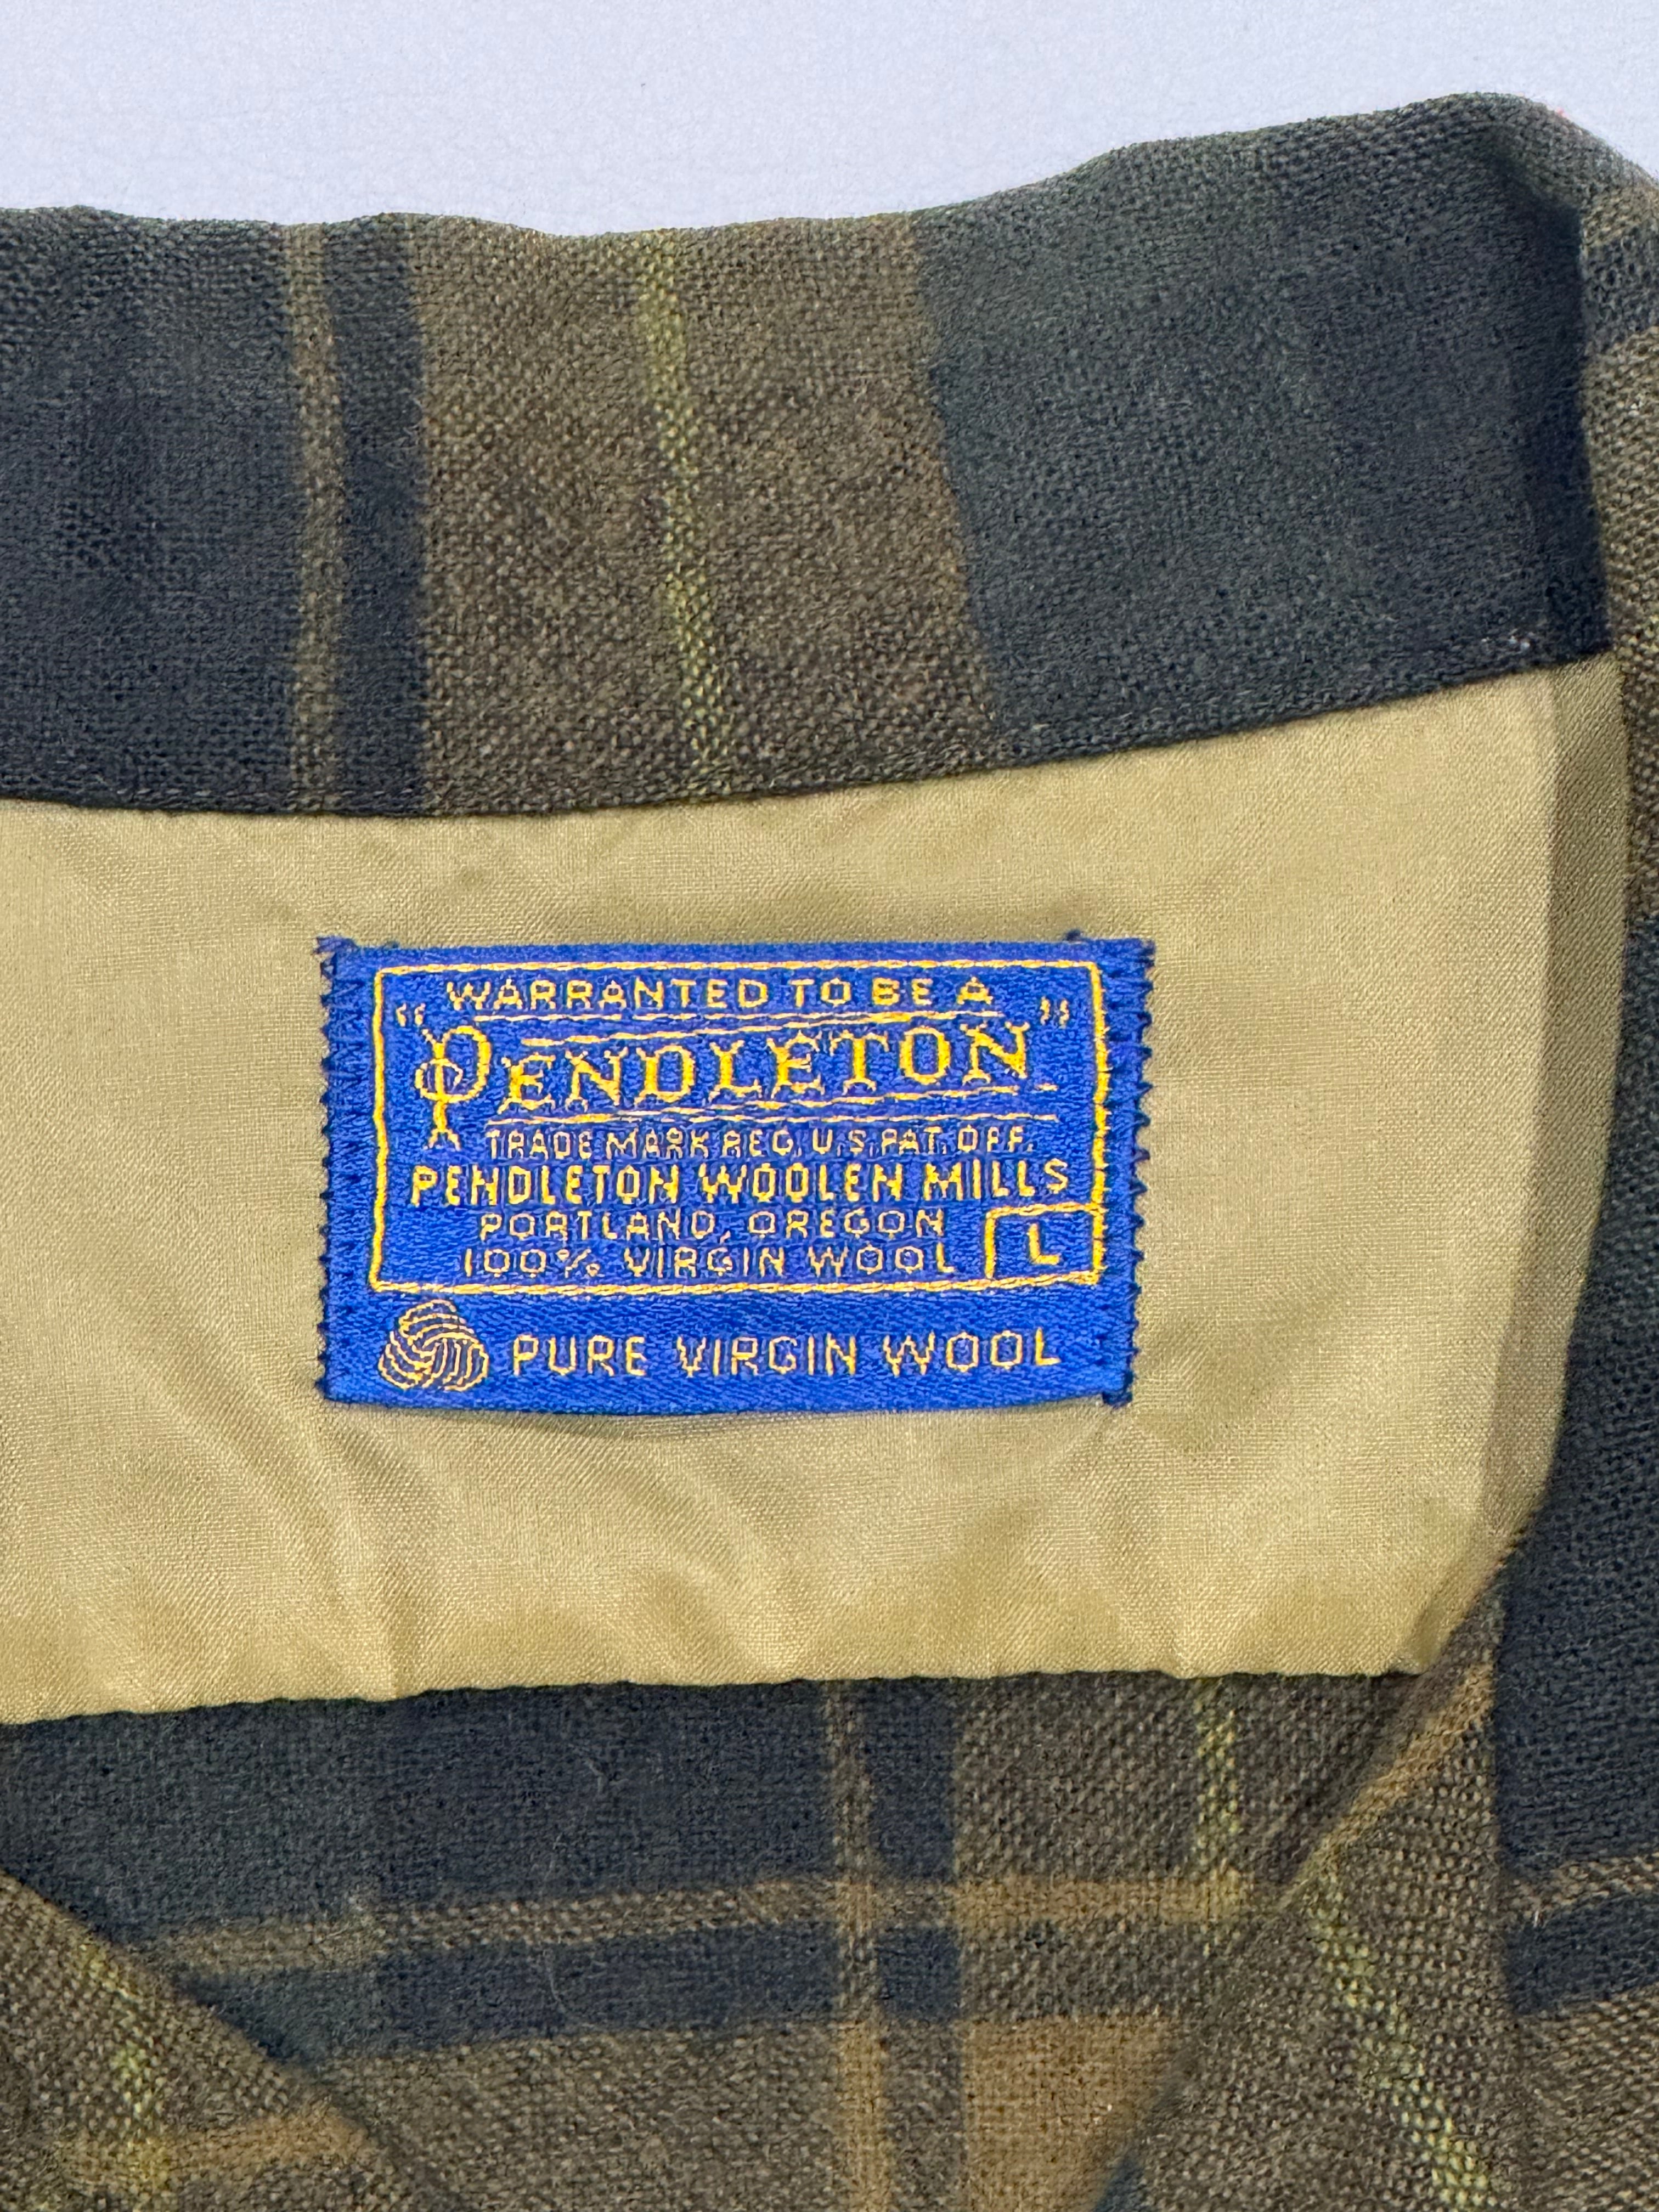 WARRANTED TO BE A
"PENDLETON"
TRADE MARK REG. U.S. PAT. OFF.
PENDLETON WOOLEN MILLS
PORTLAND, OREGON
100% VIRGIN WOOL L
PURE VIRGIN WOOL